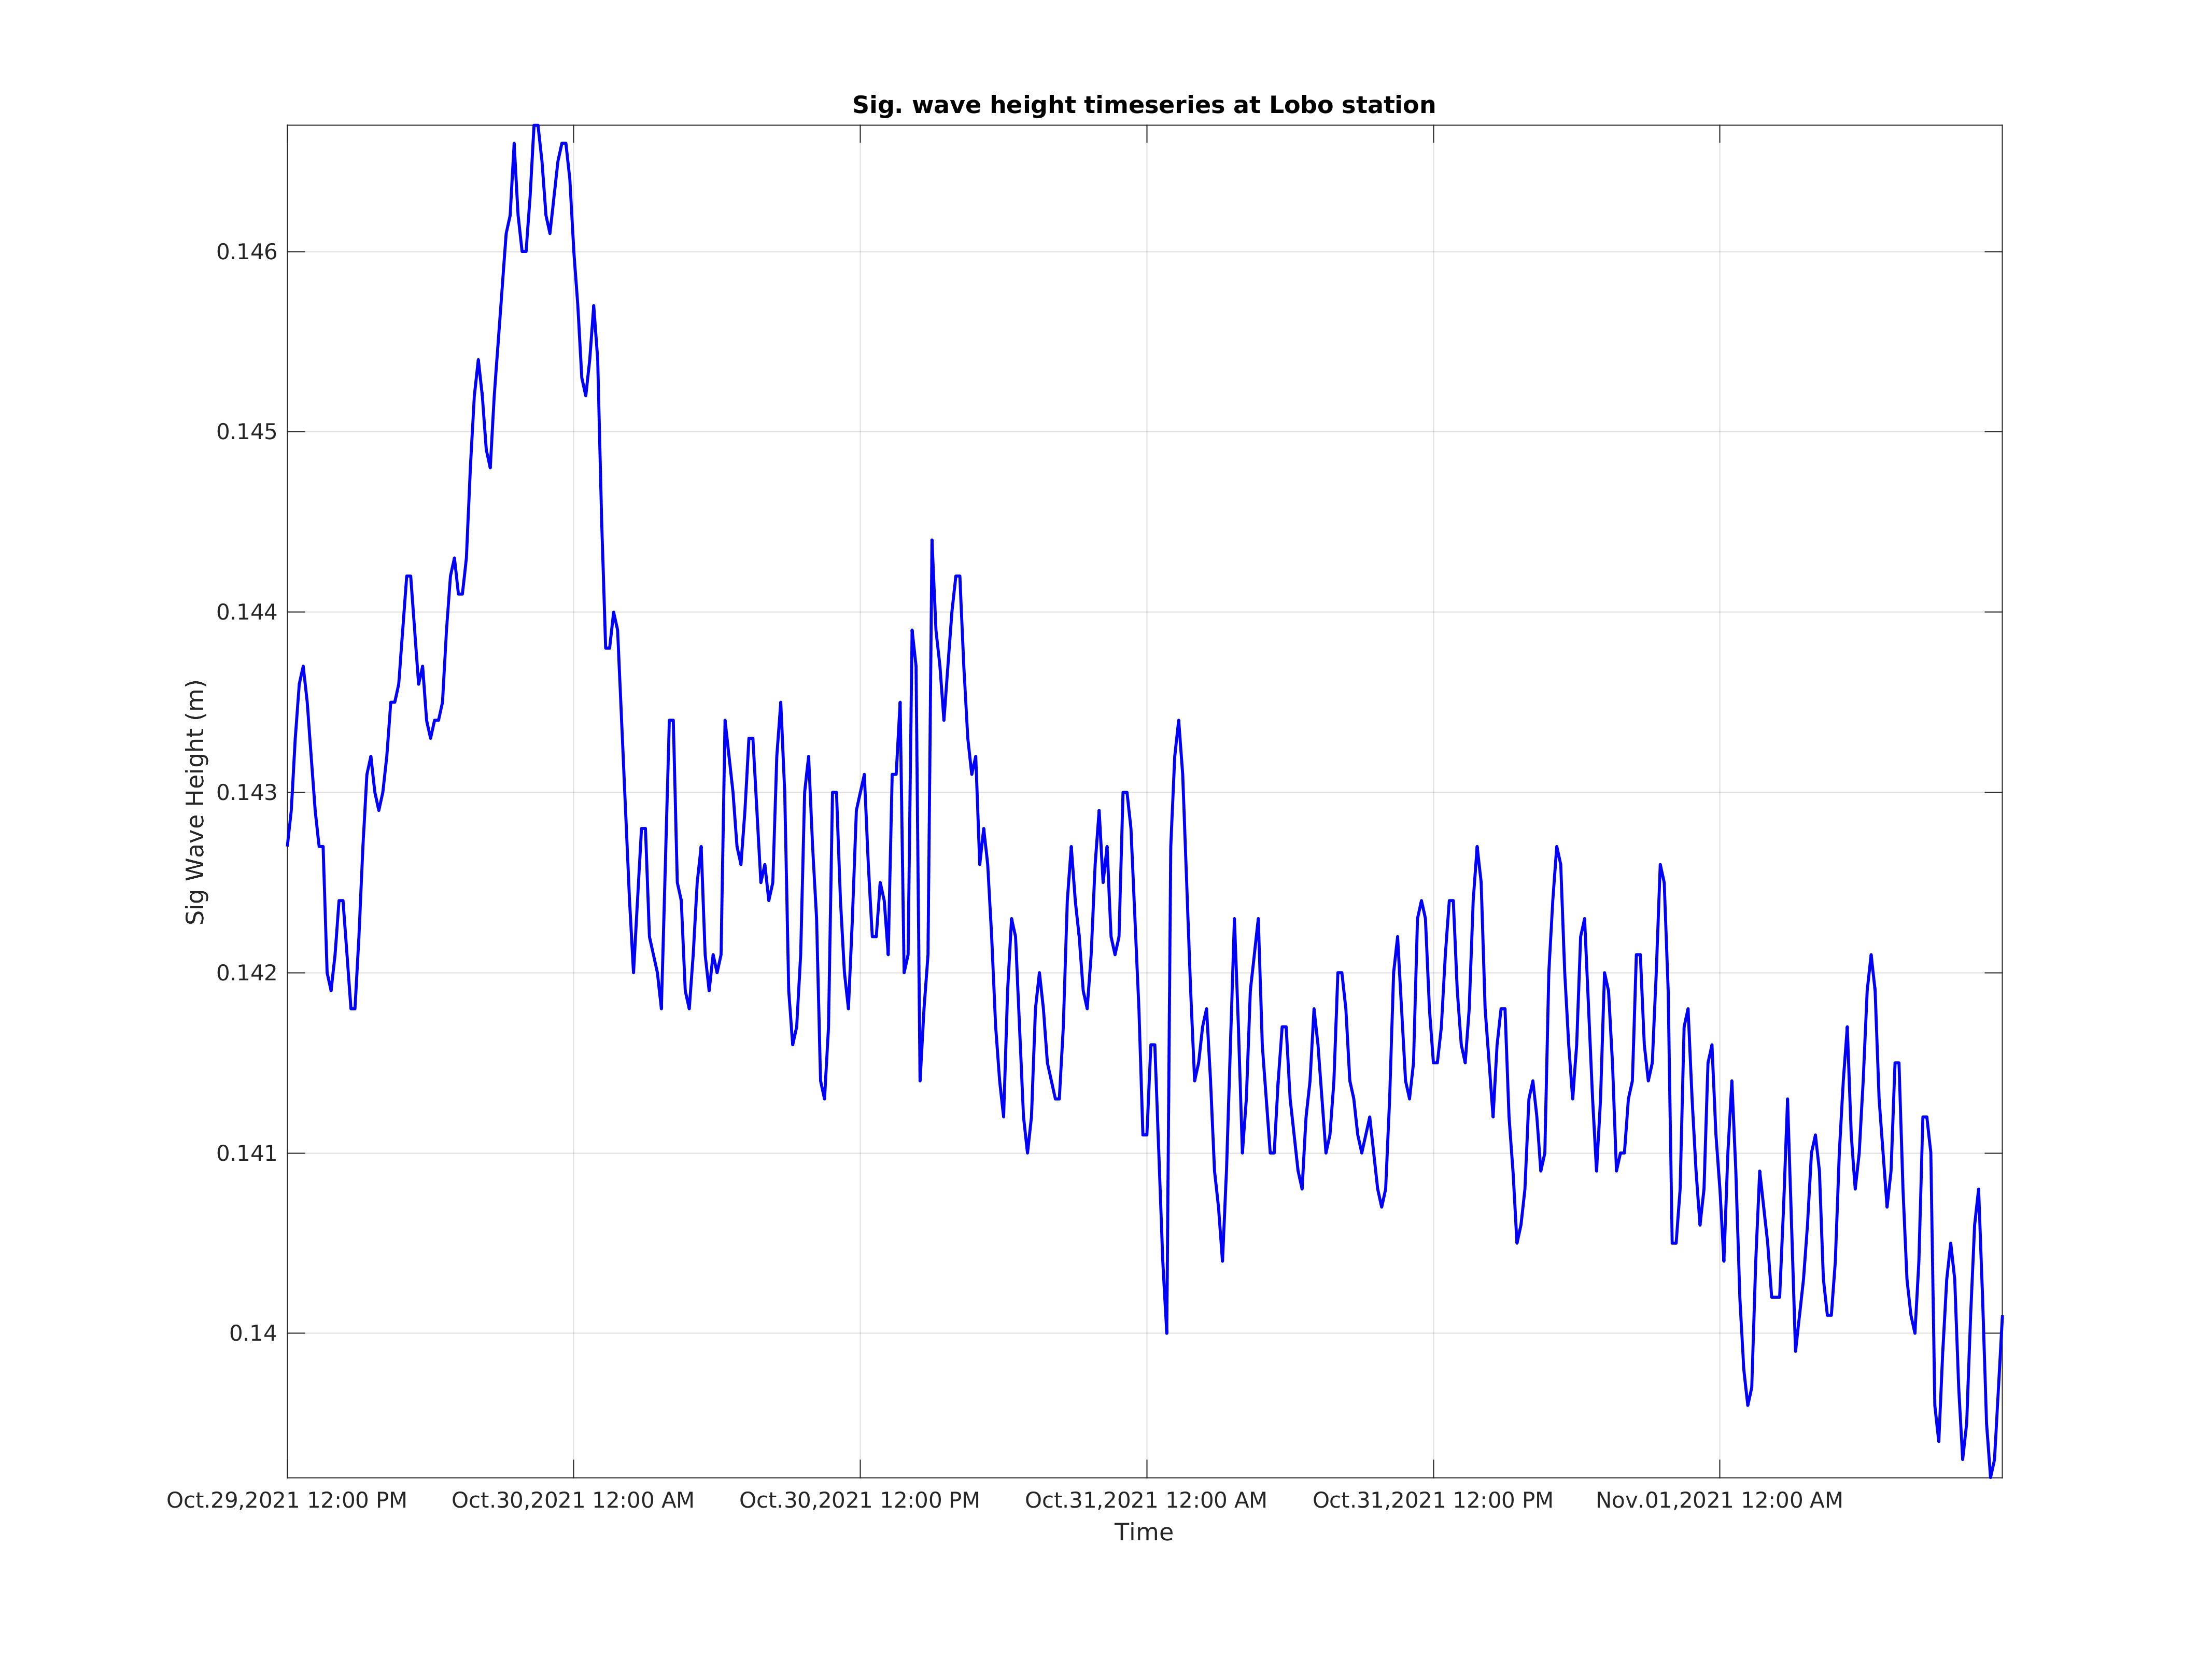 Sig. wave height timeseries at Lobo station
0.146
0.145
0.144
0.143
0.142
0.141
0.14
Sig Wave Height (m)
Oct.29,2021 12:00 PM
Oct.30,2021 12:00 AM
Oct.30,2021 12:00 PM
Oct.31,2021 12:00 AM
Oct.31,2021 12:00 PM
Nov.01,2021 12:00 AM
Time